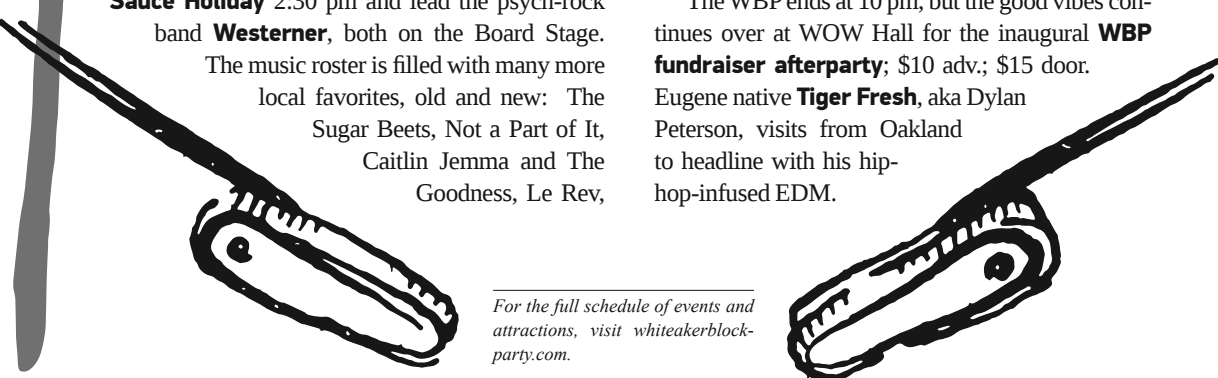 Sauce Holiday 2:30 pm and lead the psych-rock
band Westerner, both on the Board Stage.
The music roster is filled with many more
local favorites, old and new: The
Sugar Beets, Not a Part of It,
Caitlin Jemma and The
Goodness, Le Rev,
The WBP ends at 10 pm, but the good vibes con-
tinues over at WOW Hall for the inaugural WBP
fundraiser afterparty; $10 adv.; $15 door.
Eugene native Tiger Fresh, aka Dylan
Peterson, visits from Oakland
to headline with his hip-
hop-infused EDM.
For the full schedule of events and
attractions, visit whiteakerblock-
party.com.